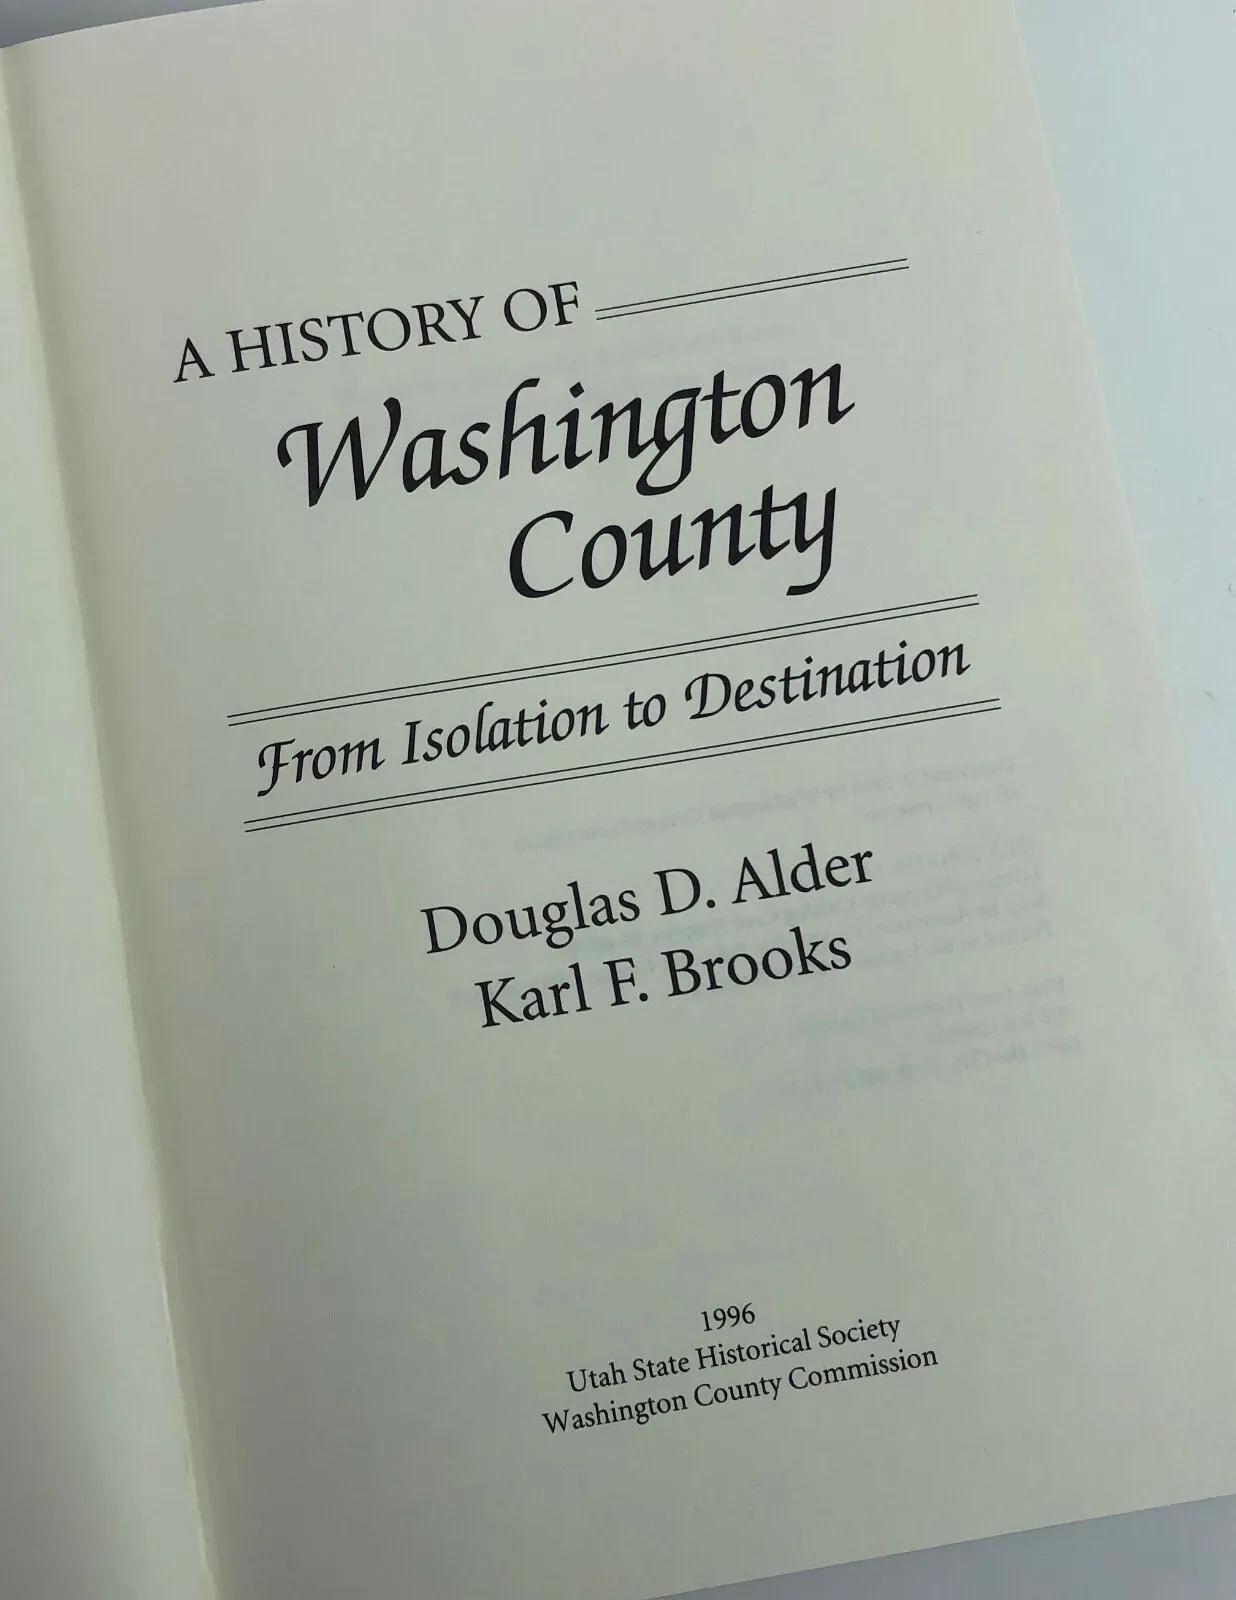 A HISTORY OF
Washington
County
From Isolation to Destination
Douglas D. Alder
Karl F. Brooks
1996
Utah State Historical Society
Washington County Commission